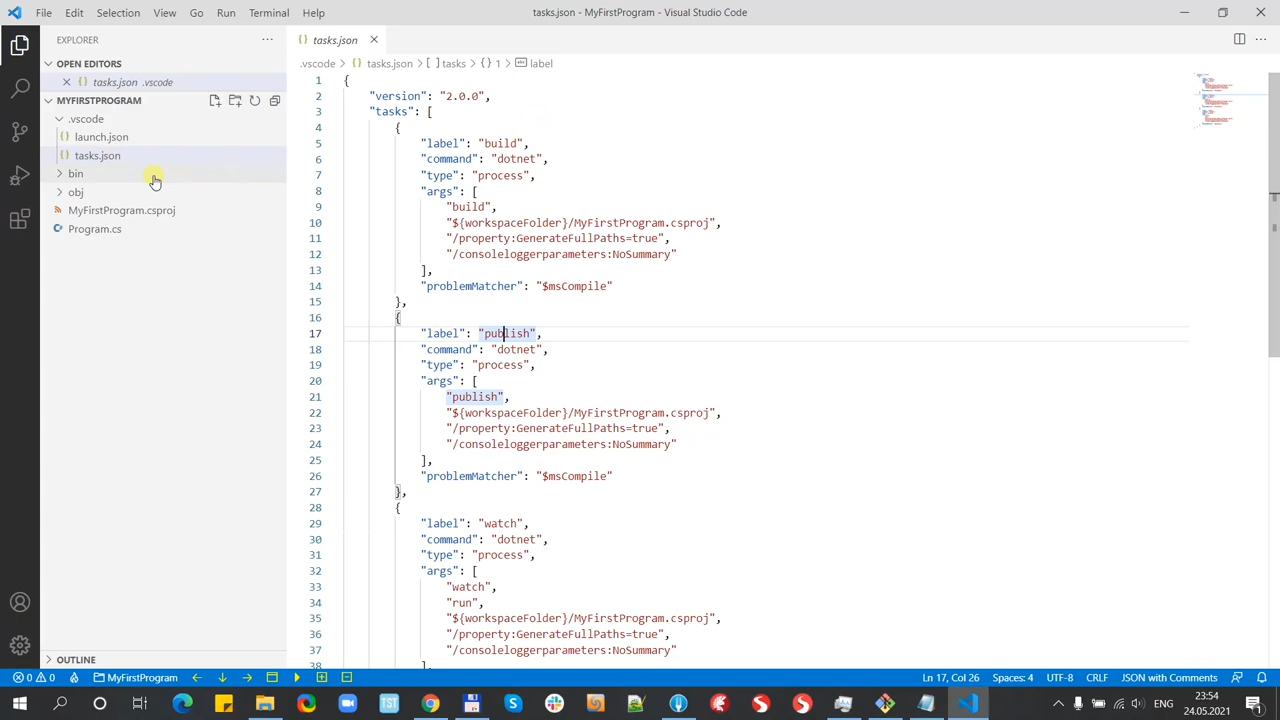 File Edit Selection View Go Run Terminal Help
tasks.json - MyFirstProgram - Visual Studio Code
EXPLORER
OPEN EDITORS
tasks.json .vscode
MYFIRSTPROGRAM
.vscode
launch.json
tasks.json
bin
obj
MyFirstProgram.csproj
Program.cs
OUTLINE
tasks.json
.vscode > {} tasks.json > [ ] tasks > {} 1 > label
1 {
2 "version": "2.0.0",
3 "tasks": [
4 {
5 "label": "build",
6 "command": "dotnet",
7 "type": "process",
8 "args": [
9 "build",
10 "${workspaceFolder}/MyFirstProgram.csproj",
11 "/property:GenerateFullPaths=true",
12 "/consoleloggerparameters:NoSummary"
13 ],
14 "problemMatcher": "$msCompile"
15 },
16 {
17 "label": "publish",
18 "command": "dotnet",
19 "type": "process",
20 "args": [
21 "publish",
22 "${workspaceFolder}/MyFirstProgram.csproj",
23 "/property:GenerateFullPaths=true",
24 "/consoleloggerparameters:NoSummary"
25 ],
26 "problemMatcher": "$msCompile"
27 },
28 {
29 "label": "watch",
30 "command": "dotnet",
31 "type": "process",
32 "args": [
33 "watch",
34 "run",
35 "${workspaceFolder}/MyFirstProgram.csproj",
36 "/property:GenerateFullPaths=true",
37 "/consoleloggerparameters:NoSummary"
38 ],
0 0 MyFirstProgram Ln 17, Col 26 Spaces: 4 UTF-8 CRLF JSON with Comments
TST
ENG
23:54
24.05.2021